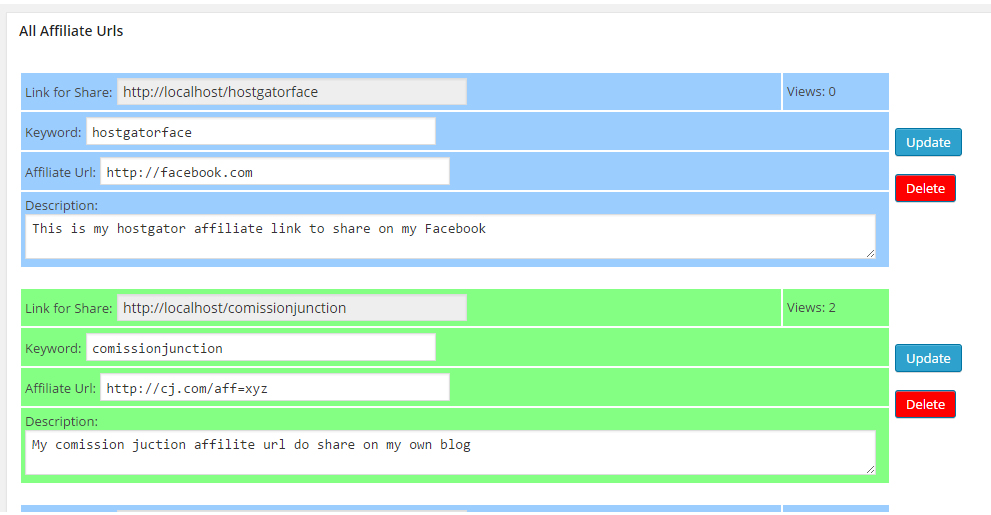 All Affiliate Urls
Link for Share: http://localhost/hostgatorface Views: 0
Keyword: hostgatorface
Update
Affiliate Url: http://facebook.com
Delete
Description:
This is my hostgator affiliate link to share on my Facebook
Link for Share: http://localhost/comissionjunction Views: 2
Keyword: comissionjunction
Update
Affiliate Url: http://cj.com/aff=xyz
Delete
Description:
My comission juction affilite url do share on my own blog